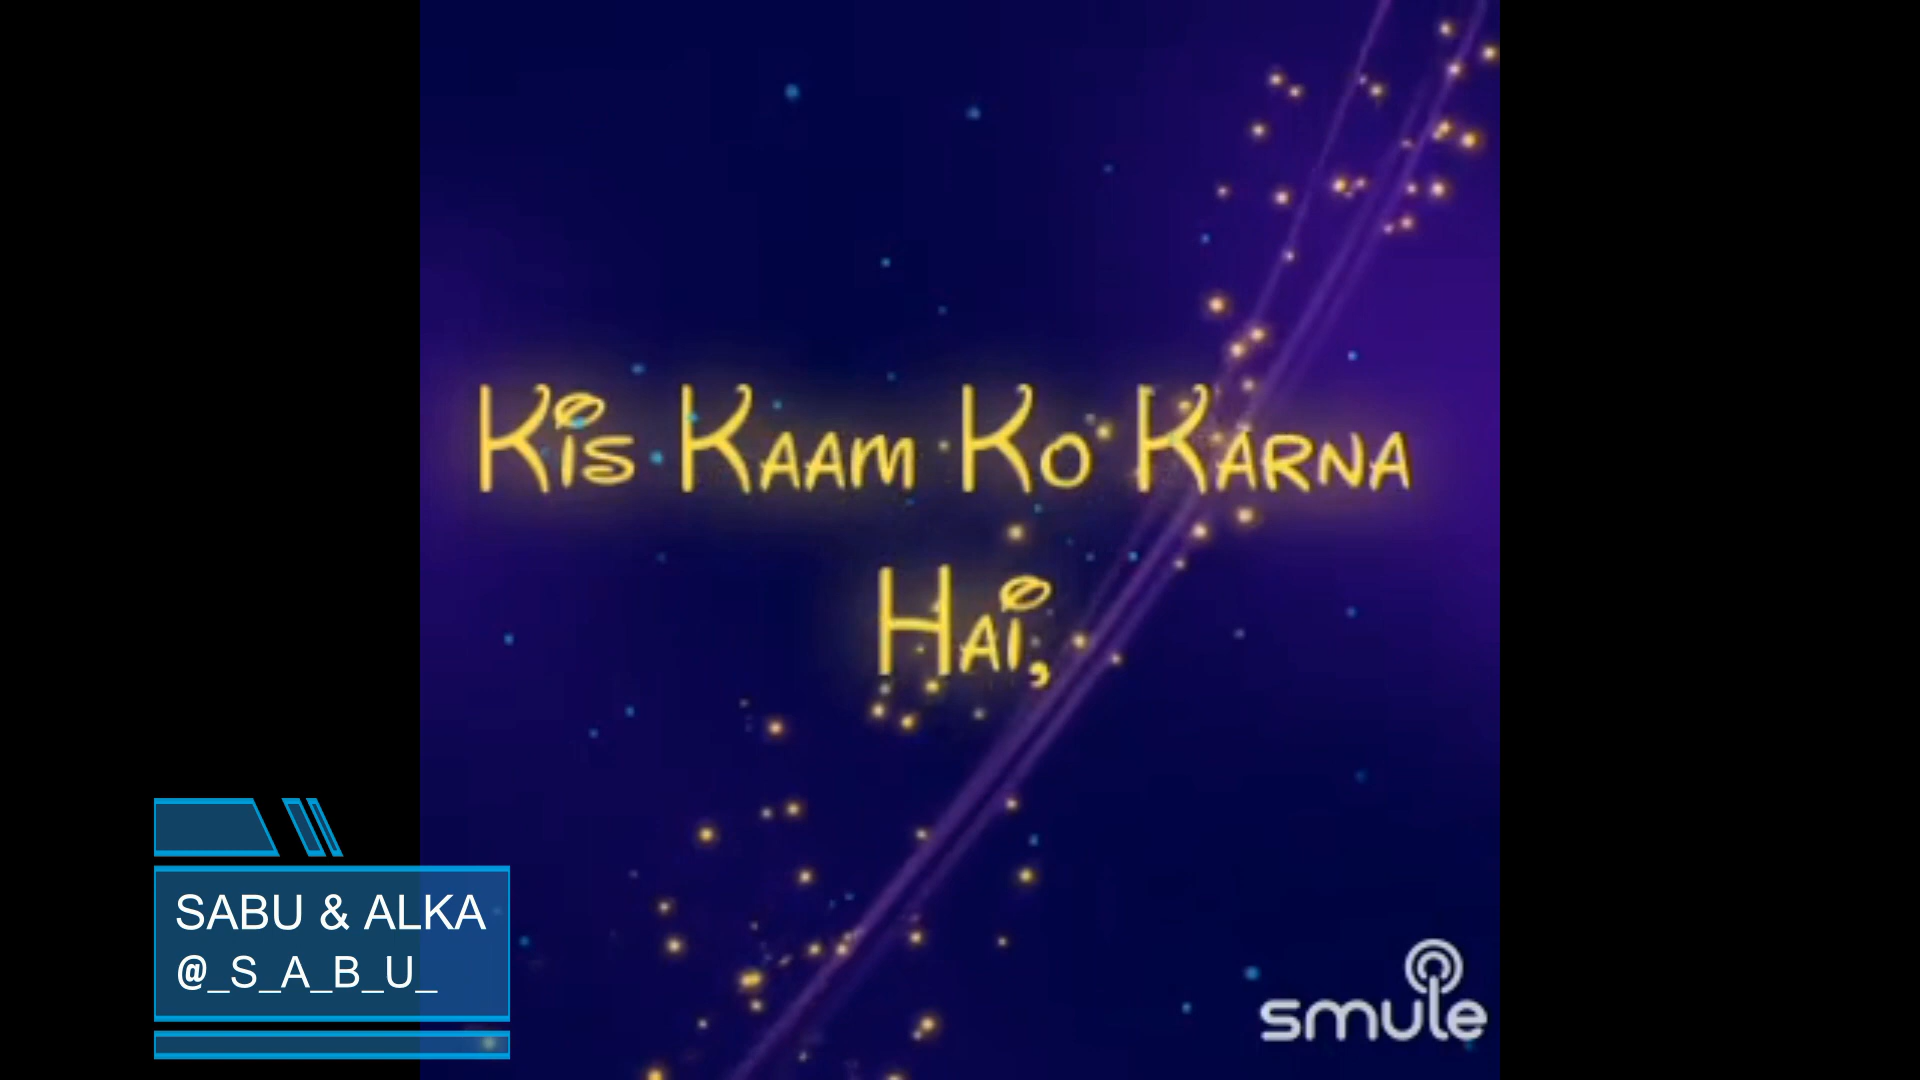 Kis Kaam Ko Karna
Hai,
SABU & ALKA
@_S_A_B_U_
smule